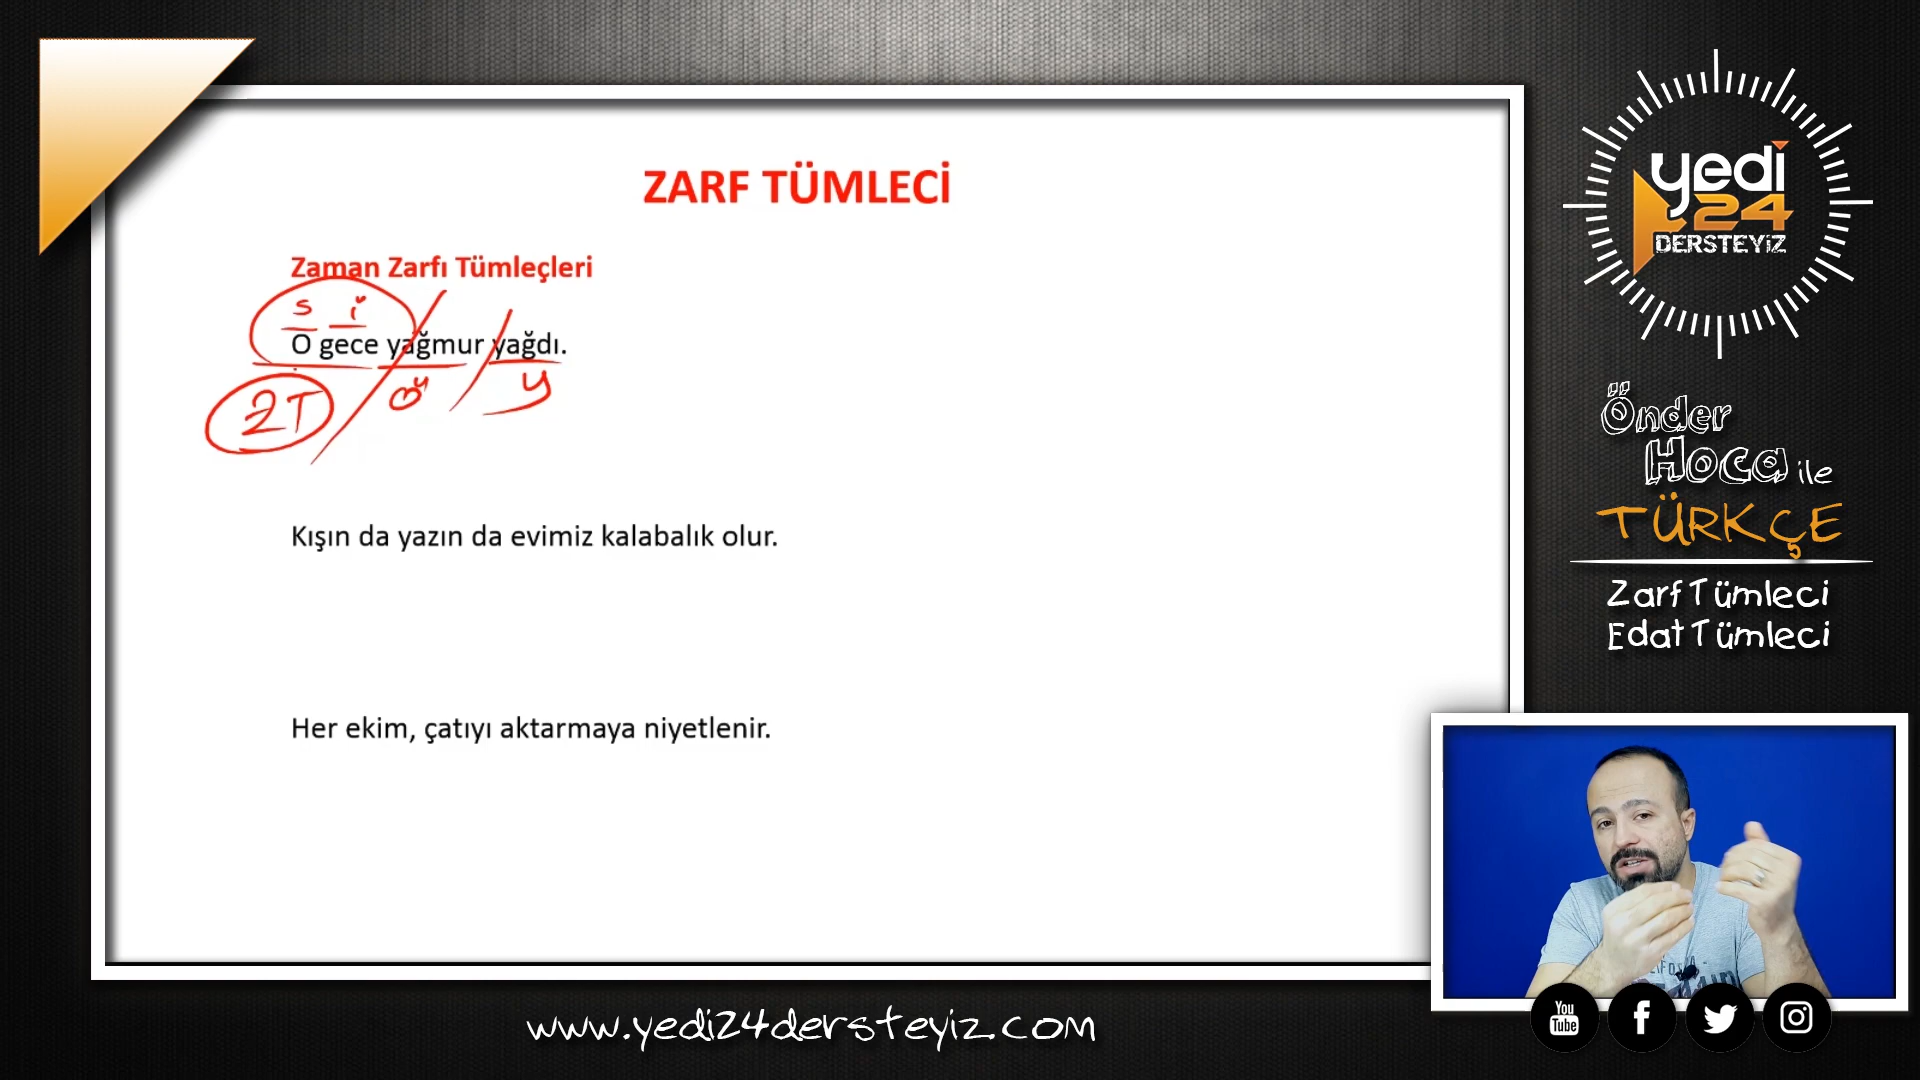 ZARF TÜMLECİ
Zaman Zarfı Tümleçleri
S İ
O gece yağmur yağdı.
ZT Ö Y
Kışın da yazın da evimiz kalabalık olur.
Her ekim, çatıyı aktarmaya niyetlenir.
yedi
24
DERSTEYİZ
Önder
Hoca ile
TÜRKÇE
Zarf Tümleci
Edat Tümleci
You
Tube
www.yedi24dersteyiz.com